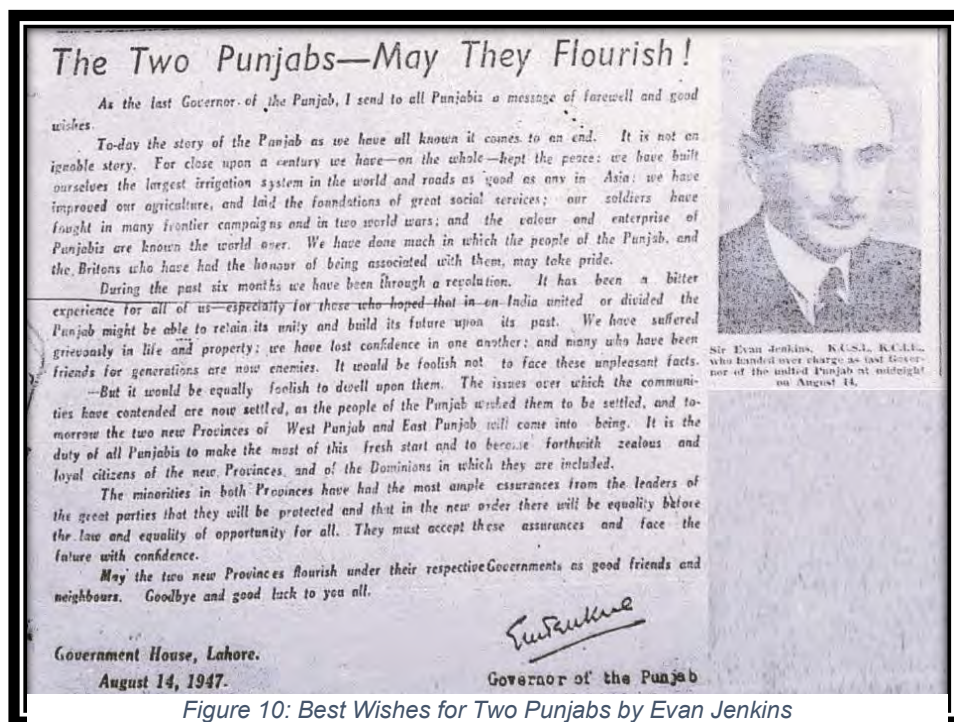 The Two Punjabs—May They Flourish!
As the last Governor of the Punjab, I send to all Punjabis a message of farewell and good
wishes.
To-day the story of the Punjab as we have all known it comes to an end. It is not an
ignoble story. For close upon a century we have—on the whole—kept the peace; we have built
ourselves the largest irrigation system in the world and roads as good as any in Asia; we have
improved our agriculture, and laid the foundations of great social services; our soldiers have
fought in many frontier campaigns and in two world wars; and the valour and enterprise of
Punjabis are known the world over. We have done much in which the people of the Punjab, and
the Britons who have had the honour of being associated with them, may take pride.
During the past six months we have been through a revolution. It has been a bitter
experience for all of us—especially for those who hoped that in an India united or divided the
Punjab might be able to retain its unity and build its future upon its past. We have suffered
grievously in life and property; we have lost confidence in one another; and many who have been
friends for generations are now enemies. It would be foolish not to face these unpleasant facts.
—But it would be equally foolish to dwell upon them. The issues over which the communi-
ties have contended are now settled, as the people of the Punjab wished them to be settled, and to-
morrow the two new Provinces of West Punjab and East Punjab will come into being. It is the
duty of all Punjabis to make the most of this fresh start and to become forthwith zealous and
loyal citizens of the new Provinces, and of the Dominions in which they are included.
The minorities in both Provinces have had the most ample assurances from the leaders of
the great parties that they will be protected and that in the new order there will be equality before
the law and equality of opportunity for all. They must accept these assurances and face the
future with confidence.
May the two new Provinces flourish under their respective Governments as good friends and
neighbours. Goodbye and good luck to you all.
Government House, Lahore.
August 14, 1947.
Governor of the Punjab
Sir Evan Jenkins, K.C.S.I., K.C.I.E.,
who handed over charge as last Gover-
nor of the united Punjab at midnight
on August 14.
Figure 10: Best Wishes for Two Punjabs by Evan Jenkins